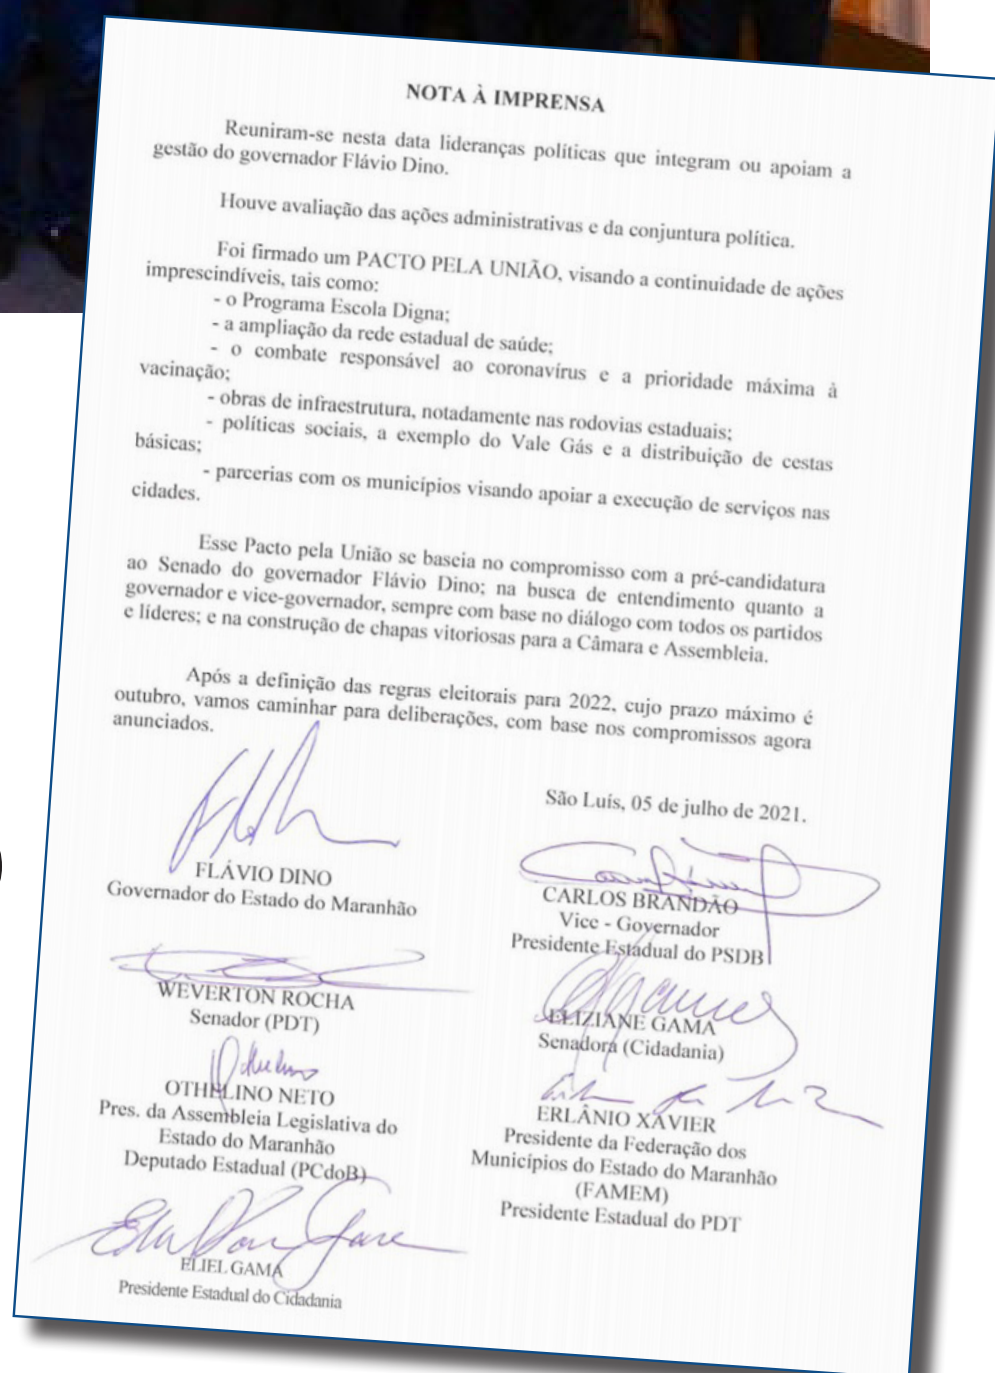 NOTA À IMPRENSA
Reuniram-se nesta data lideranças políticas que integram ou apoiam a
gestão do governador Flávio Dino.
Houve avaliação das ações administrativas e da conjuntura política.
Foi firmado um PACTO PELA UNIÃO, visando a continuidade de ações
imprescindíveis, tais como:
- o Programa Escola Digna;
- a ampliação da rede estadual de saúde;
- o combate responsável ao coronavírus e a prioridade máxima à
vacinação;
- obras de infraestrutura, notadamente nas rodovias estaduais;
- políticas sociais, a exemplo do Vale Gás e a distribuição de cestas
básicas;
- parcerias com os municípios visando apoiar a execução de serviços nas
cidades.
Esse Pacto pela União se baseia no compromisso com a pré-candidatura
ao Senado do governador Flávio Dino; na busca de entendimento quanto a
governador e vice-governador, sempre com base no diálogo com todos os partidos
e líderes; e na construção de chapas vitoriosas para a Câmara e Assembleia.
Após a definição das regras eleitorais para 2022, cujo prazo máximo é
outubro, vamos caminhar para deliberações, com base nos compromissos agora
anunciados.
São Luís, 05 de julho de 2021.
FLÁVIO DINO
Governador do Estado do Maranhão
CARLOS BRANDÃO
Vice - Governador
Presidente Estadual do PSDB
WEVERTON ROCHA
Senador (PDT)
ELIZIANE GAMA
Senadora (Cidadania)
OTHELINO NETO
Pres. da Assembleia Legislativa do
Estado do Maranhão
Deputado Estadual (PCdoB)
ERLÂNIO XAVIER
Presidente da Federação dos
Municípios do Estado do Maranhão
(FAMEM)
Presidente Estadual do PDT
ELIEL GAMA
Presidente Estadual do Cidadania